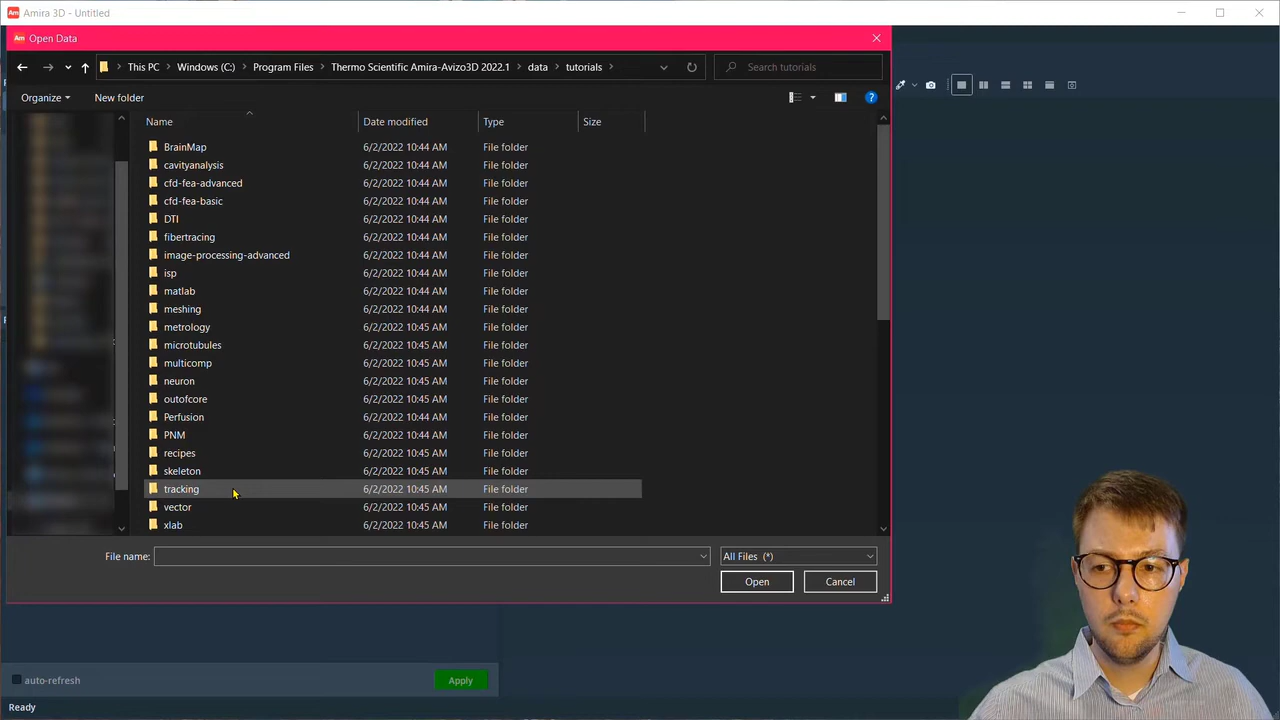 Am Amira 3D - Untitled
Am Open Data
This PC > Windows (C:) > Program Files > Thermo Scientific Amira-Avizo3D 2022.1 > data > tutorials >
Search tutorials
Organize
New folder
Name Date modified Type Size
BrainMap 6/2/2022 10:44 AM File folder
cavityanalysis 6/2/2022 10:44 AM File folder
cfd-fea-advanced 6/2/2022 10:44 AM File folder
cfd-fea-basic 6/2/2022 10:44 AM File folder
DTI 6/2/2022 10:44 AM File folder
fibertracing 6/2/2022 10:44 AM File folder
image-processing-advanced 6/2/2022 10:44 AM File folder
isp 6/2/2022 10:44 AM File folder
matlab 6/2/2022 10:44 AM File folder
meshing 6/2/2022 10:44 AM File folder
metrology 6/2/2022 10:45 AM File folder
microtubules 6/2/2022 10:45 AM File folder
multicomp 6/2/2022 10:45 AM File folder
neuron 6/2/2022 10:45 AM File folder
outofcore 6/2/2022 10:45 AM File folder
Perfusion 6/2/2022 10:44 AM File folder
PNM 6/2/2022 10:44 AM File folder
recipes 6/2/2022 10:45 AM File folder
skeleton 6/2/2022 10:45 AM File folder
tracking 6/2/2022 10:45 AM File folder
vector 6/2/2022 10:45 AM File folder
xlab 6/2/2022 10:45 AM File folder
File name:
All Files (*)
Open
Cancel
auto-refresh
Apply
Ready